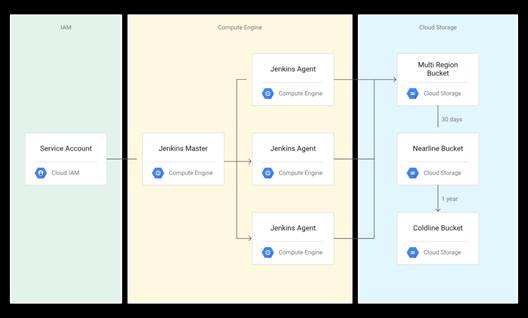 IAM
Compute Engine
Cloud Storage
Jenkins Agent
Compute Engine
Multi Region
Bucket
Cloud Storage
30 days
Service Account
Cloud IAM
Jenkins Master
Compute Engine
Jenkins Agent
Compute Engine
Nearline Bucket
Cloud Storage
1 year
Jenkins Agent
Compute Engine
Coldline Bucket
Cloud Storage